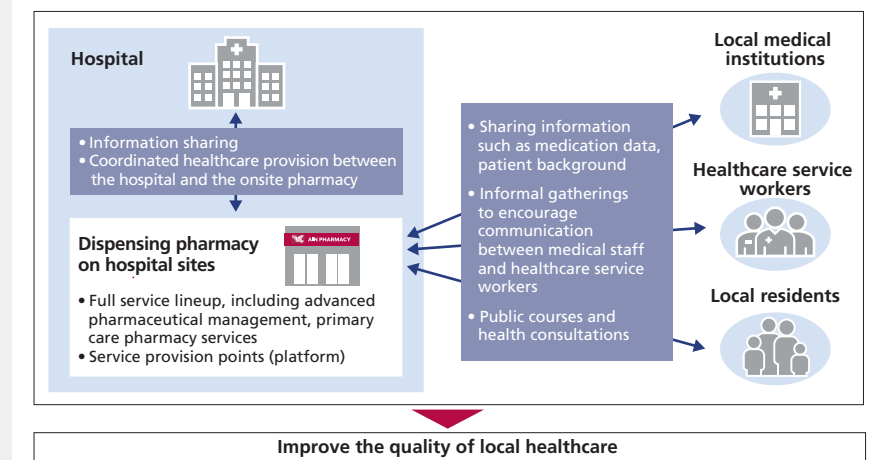 Hospital
• Information sharing
• Coordinated healthcare provision between
the hospital and the onsite pharmacy
Dispensing pharmacy
on hospital sites
AIN PHARMACY
• Full service lineup, including advanced
pharmaceutical management, primary
care pharmacy services
• Service provision points (platform)
• Sharing information
such as medication data,
patient background
• Informal gatherings
to encourage
communication
between medical staff
and healthcare service
workers
• Public courses and
health consultations
Local medical
institutions
Healthcare service
workers
Local residents
Improve the quality of local healthcare